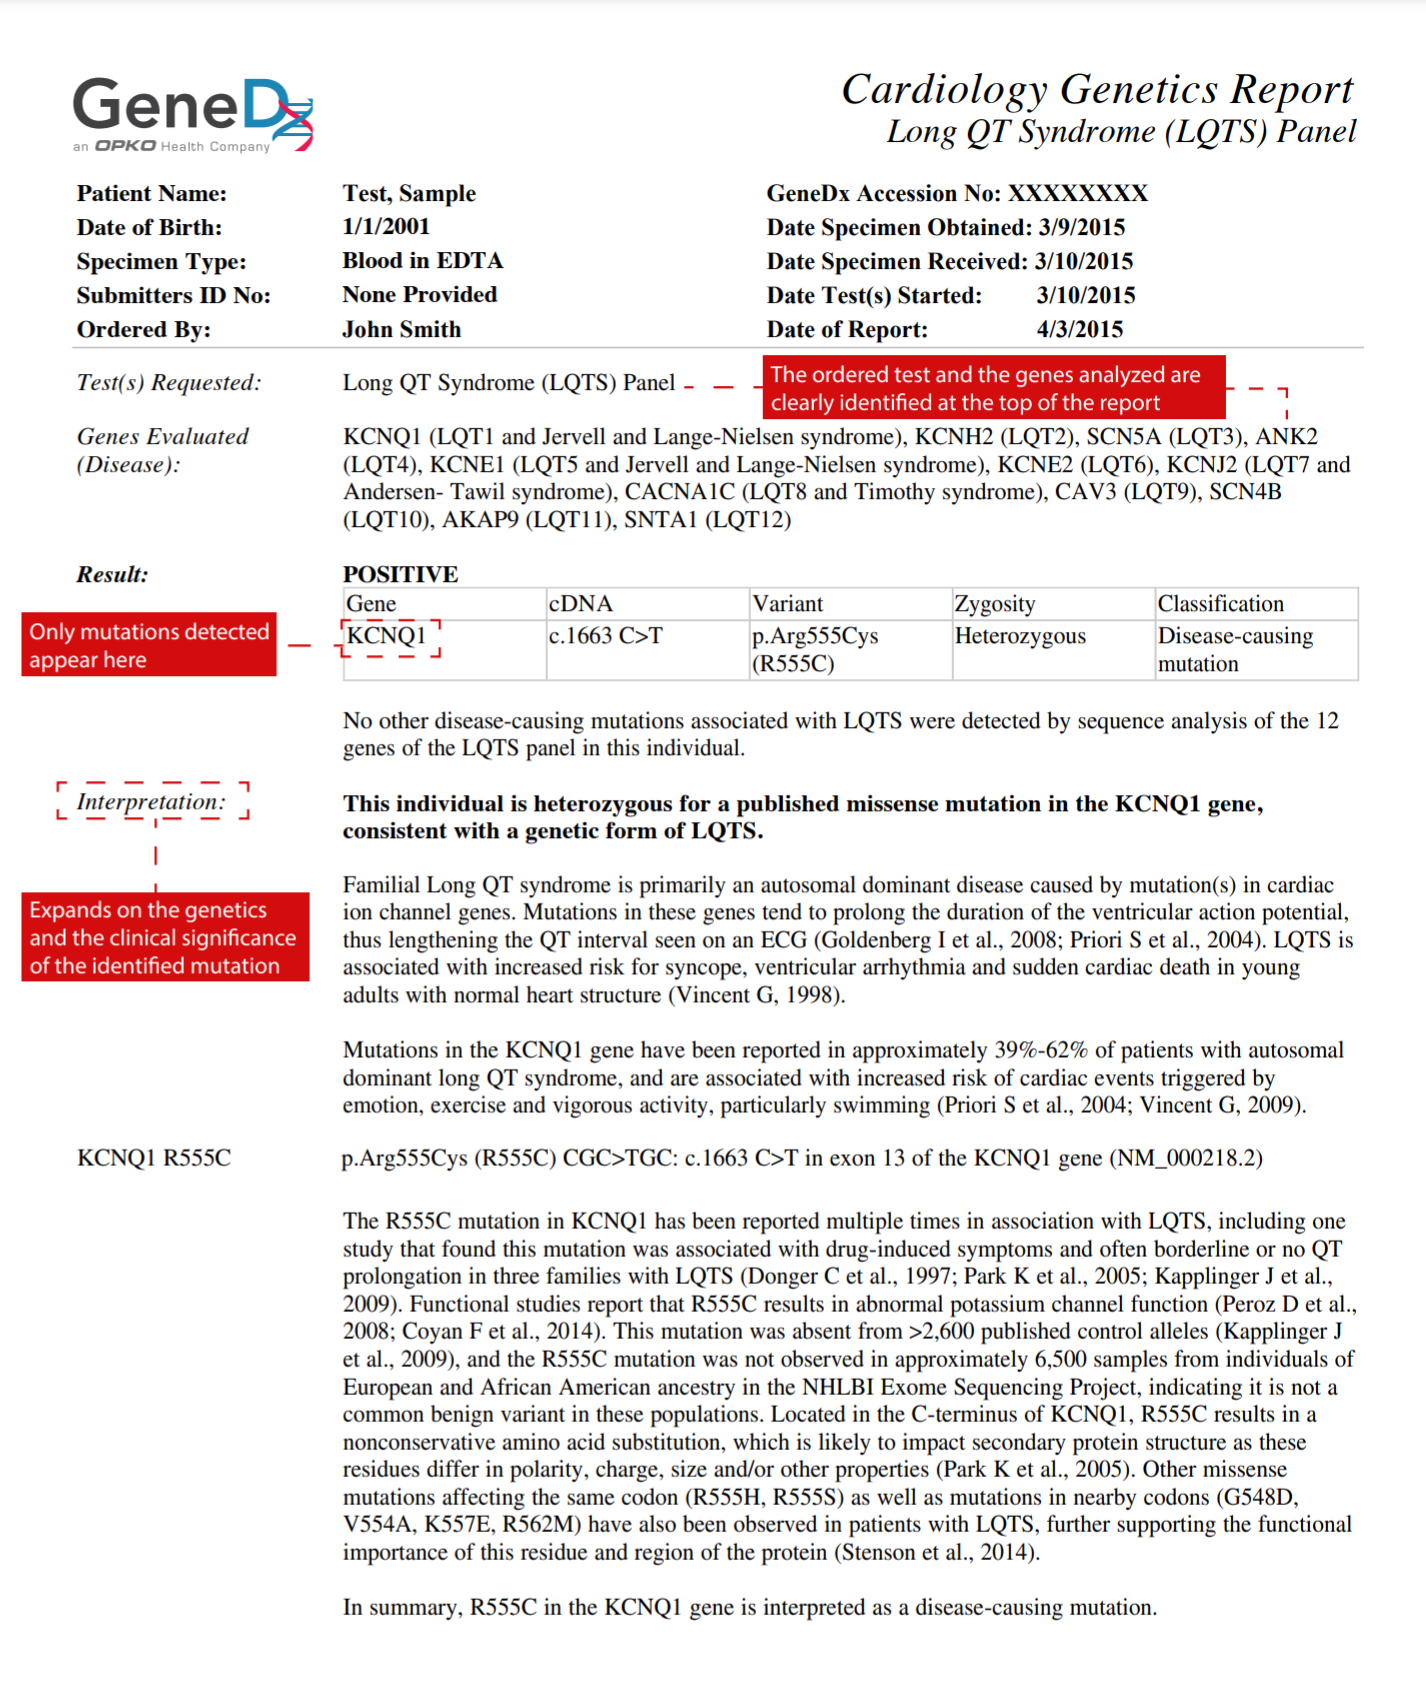 GeneDx
an OPKO Health Company
Cardiology Genetics Report
Long QT Syndrome (LQTS) Panel
Patient Name: Test, Sample GeneDx Accession No: XXXXXXXX
Date of Birth: 1/1/2001 Date Specimen Obtained: 3/9/2015
Specimen Type: Blood in EDTA Date Specimen Received: 3/10/2015
Submitters ID No: None Provided Date Test(s) Started: 3/10/2015
Ordered By: John Smith Date of Report: 4/3/2015
Test(s) Requested: Long QT Syndrome (LQTS) Panel
The ordered test and the genes analyzed are
clearly identified at the top of the report
Genes Evaluated
(Disease):
KCNQ1 (LQT1 and Jervell and Lange-Nielsen syndrome), KCNH2 (LQT2), SCN5A (LQT3), ANK2
(LQT4), KCNE1 (LQT5 and Jervell and Lange-Nielsen syndrome), KCNE2 (LQT6), KCNJ2 (LQT7 and
Andersen- Tawil syndrome), CACNA1C (LQT8 and Timothy syndrome), CAV3 (LQT9), SCN4B
(LQT10), AKAP9 (LQT11), SNTA1 (LQT12)
Result: POSITIVE
Gene cDNA Variant Zygosity Classification
KCNQ1 c.1663 C>T p.Arg555Cys Heterozygous Disease-causing
(R555C) mutation
Only mutations detected
appear here
No other disease-causing mutations associated with LQTS were detected by sequence analysis of the 12
genes of the LQTS panel in this individual.
Interpretation: This individual is heterozygous for a published missense mutation in the KCNQ1 gene,
consistent with a genetic form of LQTS.
Expands on the genetics
and the clinical significance
of the identified mutation
Familial Long QT syndrome is primarily an autosomal dominant disease caused by mutation(s) in cardiac
ion channel genes. Mutations in these genes tend to prolong the duration of the ventricular action potential,
thus lengthening the QT interval seen on an ECG (Goldenberg I et al., 2008; Priori S et al., 2004). LQTS is
associated with increased risk for syncope, ventricular arrhythmia and sudden cardiac death in young
adults with normal heart structure (Vincent G, 1998).
Mutations in the KCNQ1 gene have been reported in approximately 39%-62% of patients with autosomal
dominant long QT syndrome, and are associated with increased risk of cardiac events triggered by
emotion, exercise and vigorous activity, particularly swimming (Priori S et al., 2004; Vincent G, 2009).
KCNQ1 R555C p.Arg555Cys (R555C) CGC>TGC: c.1663 C>T in exon 13 of the KCNQ1 gene (NM_000218.2)
The R555C mutation in KCNQ1 has been reported multiple times in association with LQTS, including one
study that found this mutation was associated with drug-induced symptoms and often borderline or no QT
prolongation in three families with LQTS (Donger C et al., 1997; Park K et al., 2005; Kapplinger J et al.,
2009). Functional studies report that R555C results in abnormal potassium channel function (Peroz D et al.,
2008; Coyan F et al., 2014). This mutation was absent from >2,600 published control alleles (Kapplinger J
et al., 2009), and the R555C mutation was not observed in approximately 6,500 samples from individuals of
European and African American ancestry in the NHLBI Exome Sequencing Project, indicating it is not a
common benign variant in these populations. Located in the C-terminus of KCNQ1, R555C results in a
nonconservative amino acid substitution, which is likely to impact secondary protein structure as these
residues differ in polarity, charge, size and/or other properties (Park K et al., 2005). Other missense
mutations affecting the same codon (R555H, R555S) as well as mutations in nearby codons (G548D,
V554A, K557E, R562M) have also been observed in patients with LQTS, further supporting the functional
importance of this residue and region of the protein (Stenson et al., 2014).
In summary, R555C in the KCNQ1 gene is interpreted as a disease-causing mutation.